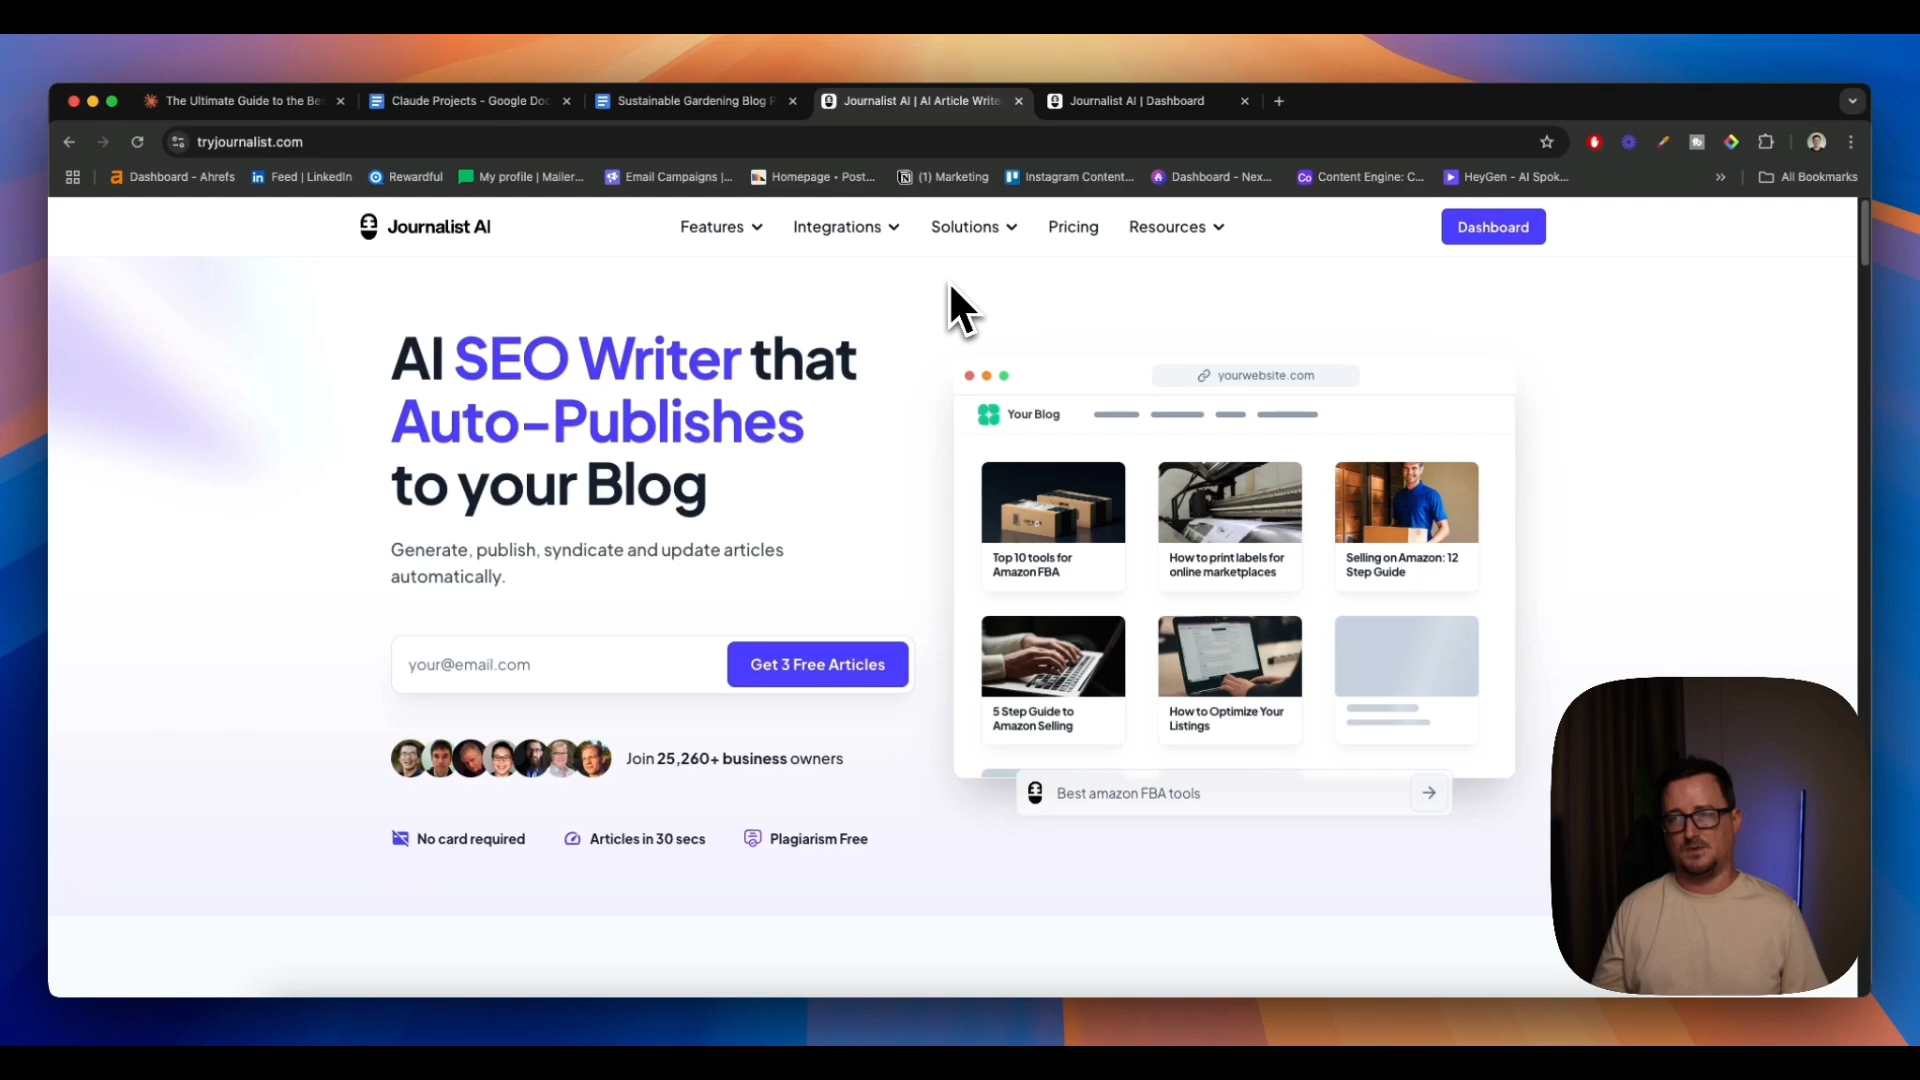 The Ultimate Guide to the Be
Claude Projects - Google Doc
Sustainable Gardening Blog P
Journalist AI | AI Article Write
Journalist AI | Dashboard
tryjournalist.com
Dashboard - Ahrefs
Feed | LinkedIn
Rewardful
My profile | Mailer...
Email Campaigns |...
Homepage • Post...
(1) Marketing
Instagram Content...
Dashboard - Nex...
Co
Content Engine: C...
HeyGen - AI Spok...
All Bookmarks
Journalist AI
Features
Integrations
Solutions
Pricing
Resources
Dashboard
AI SEO Writer that
Auto-Publishes
to your Blog
Generate, publish, syndicate and update articles
automatically.
your@email.com
Get 3 Free Articles
Join 25,260+ business owners
No card required
Articles in 30 secs
Plagiarism Free
yourwebsite.com
Your Blog
Top 10 tools for
Amazon FBA
How to print labels for
online marketplaces
Selling on Amazon: 12
Step Guide
5 Step Guide to
Amazon Selling
How to Optimize Your
Listings
Best amazon FBA tools